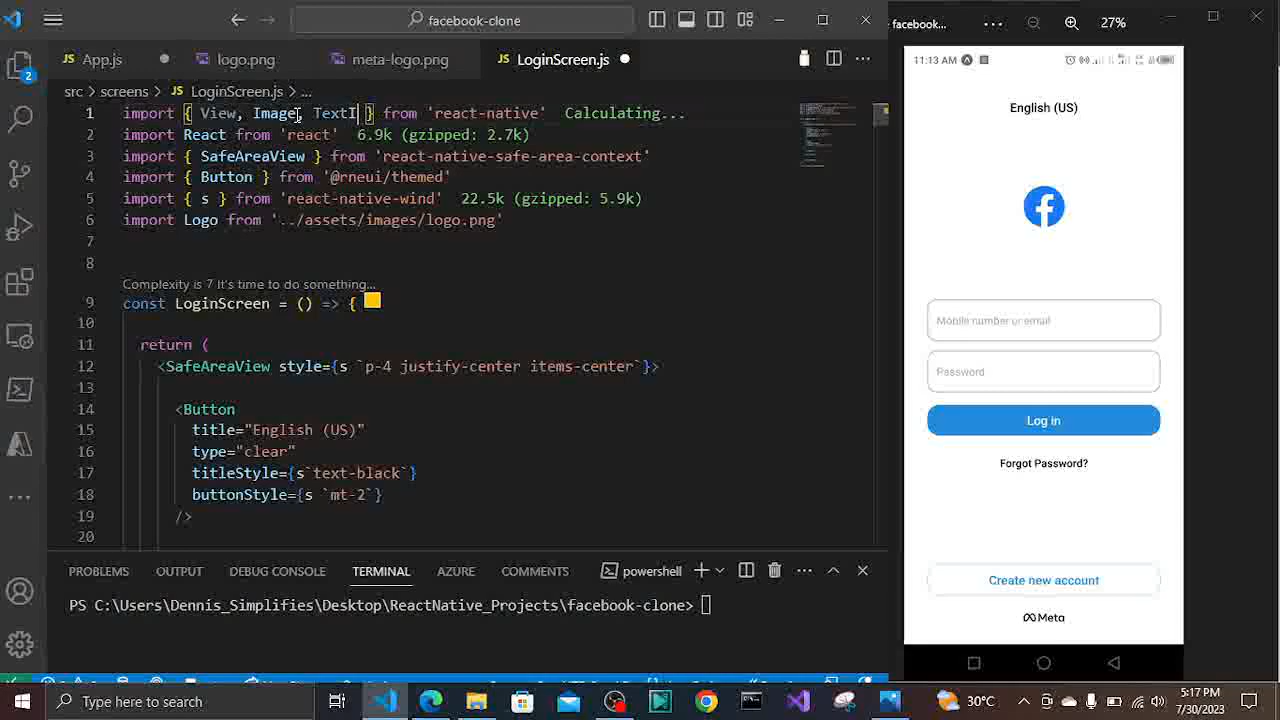 facebook-clone
facebook...
27%
App.js
logo.png
meta-logo.png
JS LoginScreen.js
src > screens > JS LoginScreen.js > ...
2
1 import { View, Image, Text } from 'react-native' Calculating...
2 import React from 'react' 6.9k (gzipped: 2.7k)
3 import { SafeAreaView } from 'react-native-safe-area-context'
4 import { Button } from '@rneui/themed'
5 import { s } from 'react-native-wind' 22.5k (gzipped: 5.9k)
6 import Logo from '../assets/images/logo.png'
7
8
Complexity is 7 It's time to do something...
9 const LoginScreen = () => {
10
11 return (
12 <SafeAreaView style={s `p-4 justify-center items-center`}>
13
14 <Button
15 title="English (US)"
16 type="clear"
17 titleStyle={s`text-black`}
18 buttonStyle={s `mt-2`}
19 />
20
PROBLEMS OUTPUT DEBUG CONSOLE TERMINAL AZURE COMMENTS powershell
PS C:\Users\Dennis_Simplifies\Desktop\ReactNative_Projects\facebook-clone>
11:13 AM
English (US)
Mobile number or email
Password
Log in
Forgot Password?
Create new account
Meta
Type here to search
30°C
5:17:27 PM
7/30/2023